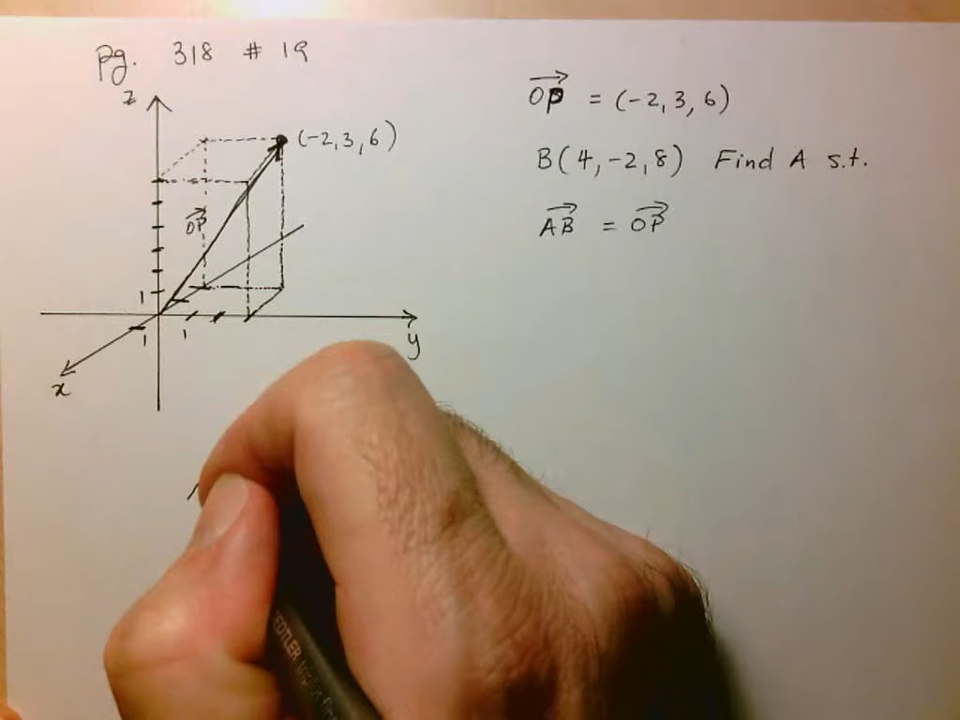 pg. 318 # 19
z
(-2, 3, 6)
OP
1
1
1
y
x
OP = (-2, 3, 6)
B(4, -2, 8) Find A s.t.
AB = OP